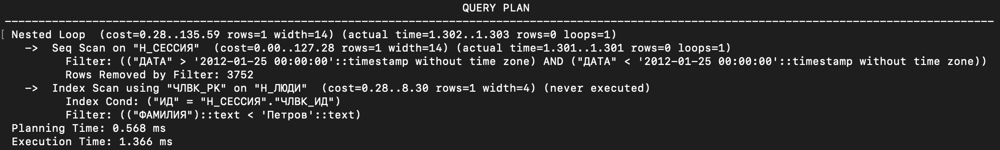 QUERY PLAN
-----------------------------------------------------------------------------------------------------------------------------------------------------
[ Nested Loop  (cost=0.28..135.59 rows=1 width=14) (actual time=1.302..1.303 rows=0 loops=1)
   ->  Seq Scan on "Н_СЕССИЯ"  (cost=0.00..127.28 rows=1 width=14) (actual time=1.301..1.301 rows=0 loops=1)
         Filter: (("ДАТА" > '2012-01-25 00:00:00'::timestamp without time zone) AND ("ДАТА" < '2012-01-25 00:00:00'::timestamp without time zone))
         Rows Removed by Filter: 3752
   ->  Index Scan using "ЧЛВК_PK" on "Н_ЛЮДИ"  (cost=0.28..8.30 rows=1 width=4) (never executed)
         Index Cond: ("ИД" = "Н_СЕССИЯ"."ЧЛВК_ИД")
         Filter: (("ФАМИЛИЯ")::text < 'Петров'::text)
 Planning Time: 0.568 ms
 Execution Time: 1.366 ms